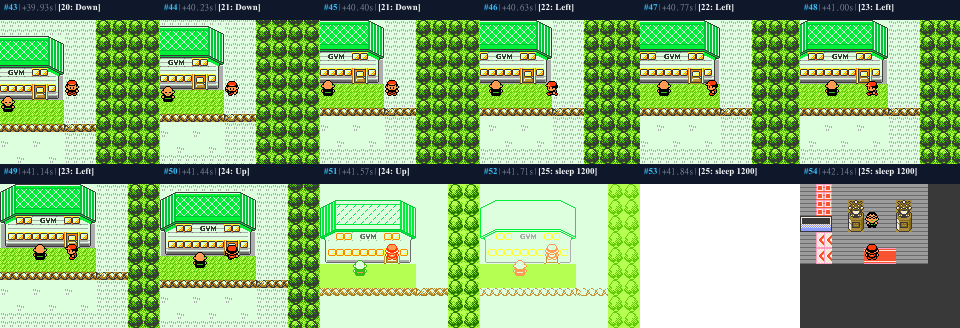 #43|+39.93s| [20: Down]
#44|+40.23s| [21: Down]
#45|+40.40s| [21: Down]
#46|+40.63s| [22: Left]
#47|+40.77s| [22: Left]
#48|+41.00s| [23: Left]
GYM
GYM
GYM
GYM
GYM
GYM
#49|+41.14s| [23: Left]
#50|+41.44s| [24: Up]
#51|+41.57s| [24: Up]
#52|+41.71s| [25: sleep 1200]
#53|+41.84s| [25: sleep 1200]
#54|+42.14s| [25: sleep 1200]
GYM
GYM
GYM
GYM